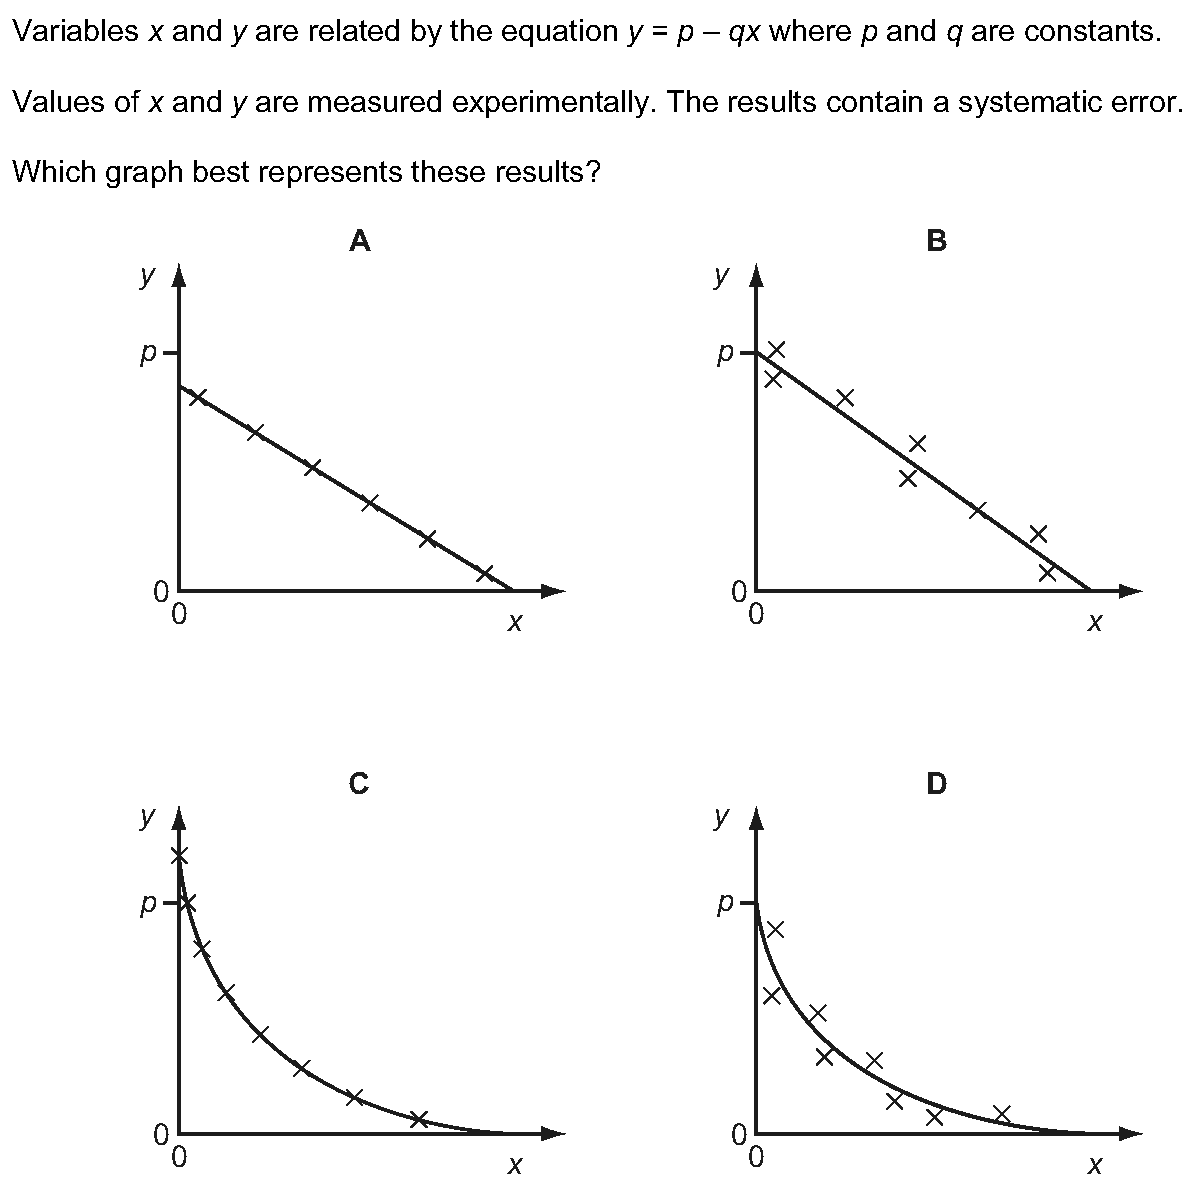 Variables x and y are related by the equation y = p – qx where p and q are constants.
Values of x and y are measured experimentally. The results contain a systematic error.
Which graph best represents these results?
A
B
y
y
p
p
0
0
0
0
x
x
C
D
y
y
p
p
0
0
0
0
x
x